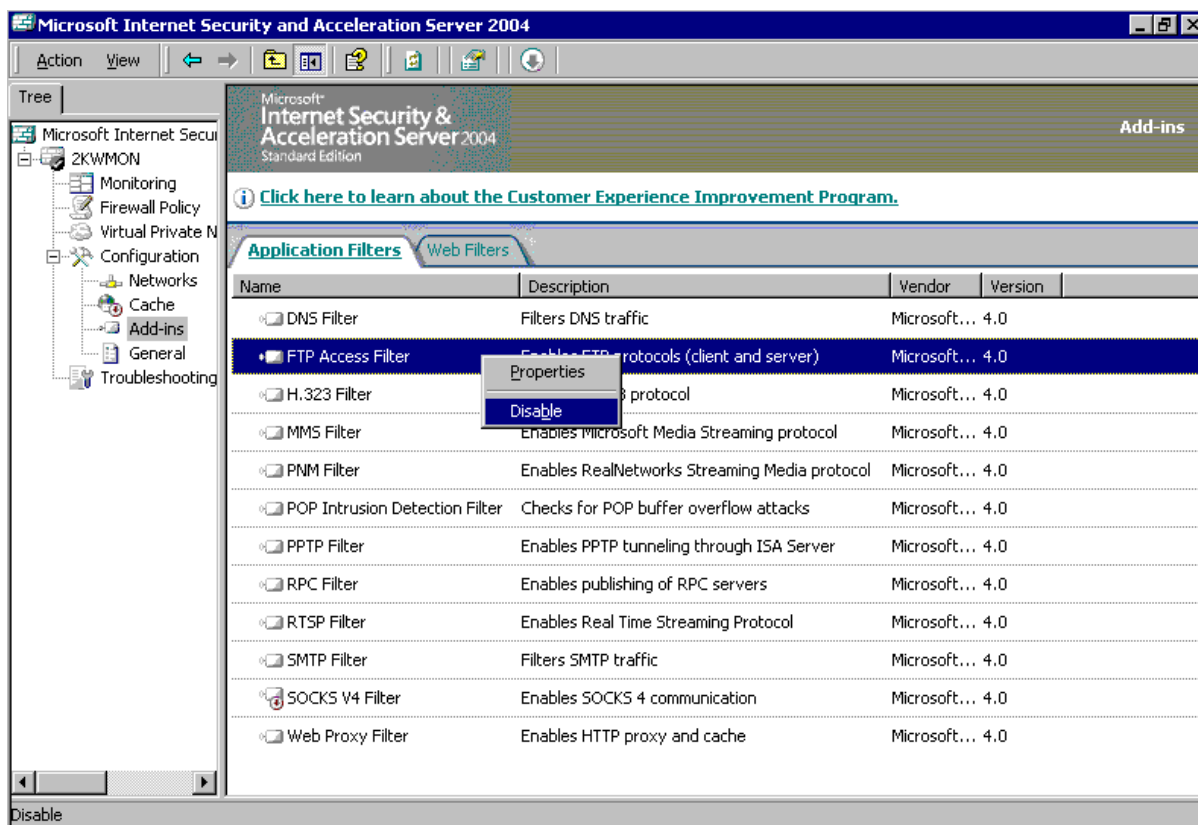 Microsoft Internet Security and Acceleration Server 2004
Action View
Tree
Microsoft Internet Secu
2KWMON
Monitoring
Firewall Policy
Virtual Private N
Configuration
Networks
Cache
Add-ins
General
Troubleshooting
Microsoft
Internet Security &
Acceleration Server 2004
Standard Edition
Add-ins
Click here to learn about the Customer Experience Improvement Program.
Application Filters Web Filters
Name Description Vendor Version
DNS Filter Filters DNS traffic Microsoft... 4.0
FTP Access Filter Enables FTP protocols (client and server) Microsoft... 4.0
Properties
H.323 Filter protocol Microsoft... 4.0
Disable
MMS Filter Enables Microsoft Media Streaming protocol Microsoft... 4.0
PNM Filter Enables RealNetworks Streaming Media protocol Microsoft... 4.0
POP Intrusion Detection Filter Checks for POP buffer overflow attacks Microsoft... 4.0
PPTP Filter Enables PPTP tunneling through ISA Server Microsoft... 4.0
RPC Filter Enables publishing of RPC servers Microsoft... 4.0
RTSP Filter Enables Real Time Streaming Protocol Microsoft... 4.0
SMTP Filter Filters SMTP traffic Microsoft... 4.0
SOCKS V4 Filter Enables SOCKS 4 communication Microsoft... 4.0
Web Proxy Filter Enables HTTP proxy and cache Microsoft... 4.0
Disable